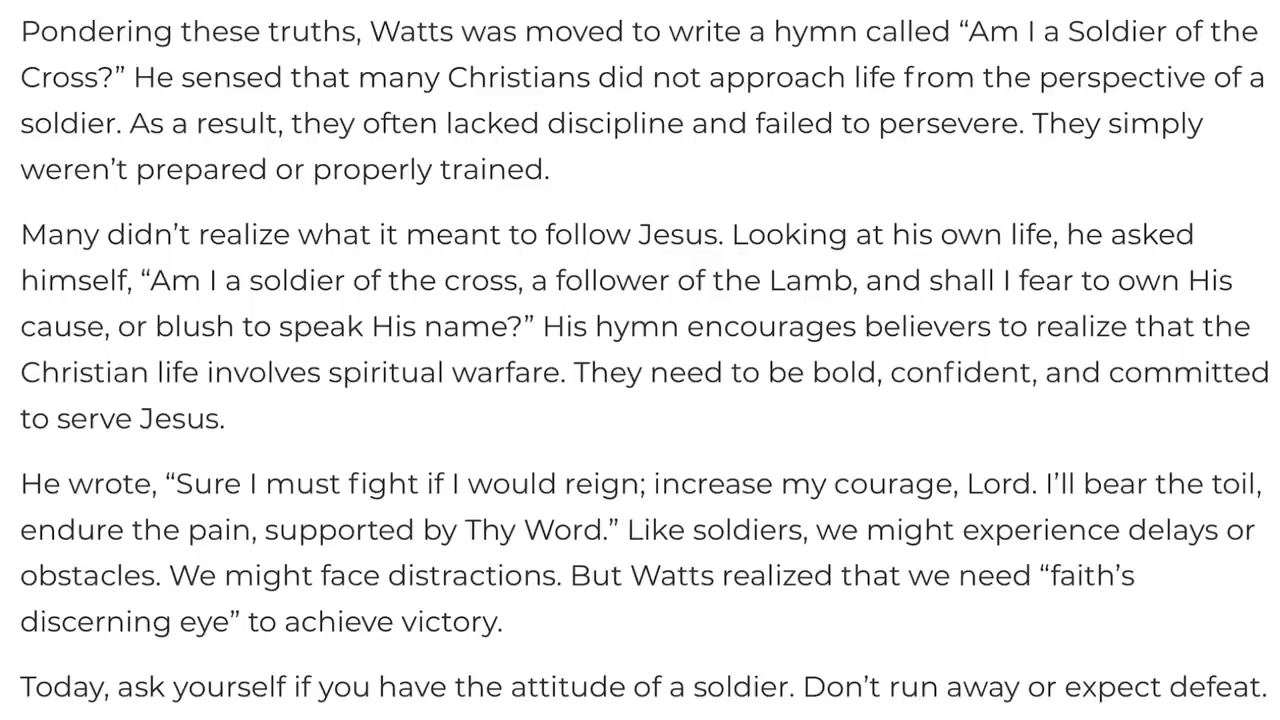 Pondering these truths, Watts was moved to write a hymn called “Am I a Soldier of the
Cross?” He sensed that many Christians did not approach life from the perspective of a
soldier. As a result, they often lacked discipline and failed to persevere. They simply
weren’t prepared or properly trained.
Many didn’t realize what it meant to follow Jesus. Looking at his own life, he asked
himself, “Am I a soldier of the cross, a follower of the Lamb, and shall I fear to own His
cause, or blush to speak His name?” His hymn encourages believers to realize that the
Christian life involves spiritual warfare. They need to be bold, confident, and committed
to serve Jesus.
He wrote, “Sure I must fight if I would reign; increase my courage, Lord. I’ll bear the toil,
endure the pain, supported by Thy Word.” Like soldiers, we might experience delays or
obstacles. We might face distractions. But Watts realized that we need “faith’s
discerning eye” to achieve victory.
Today, ask yourself if you have the attitude of a soldier. Don’t run away or expect defeat.